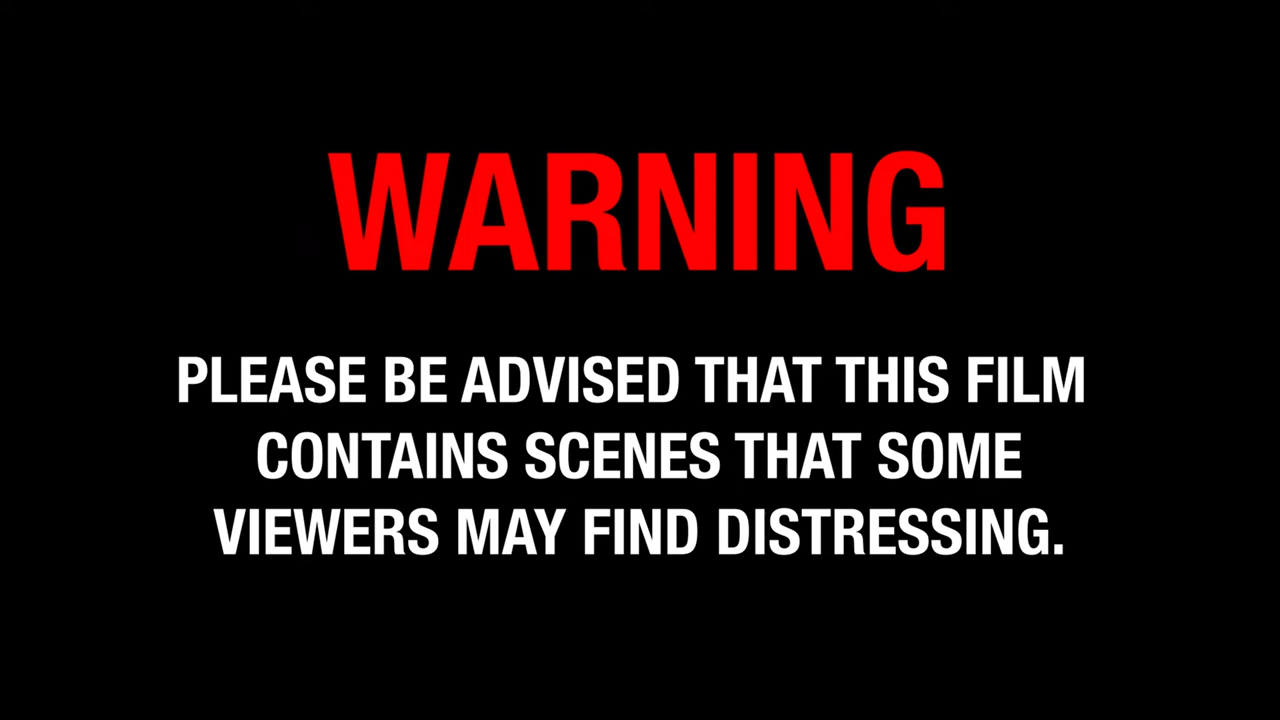 WARNING
PLEASE BE ADVISED THAT THIS FILM
CONTAINS SCENES THAT SOME
VIEWERS MAY FIND DISTRESSING.